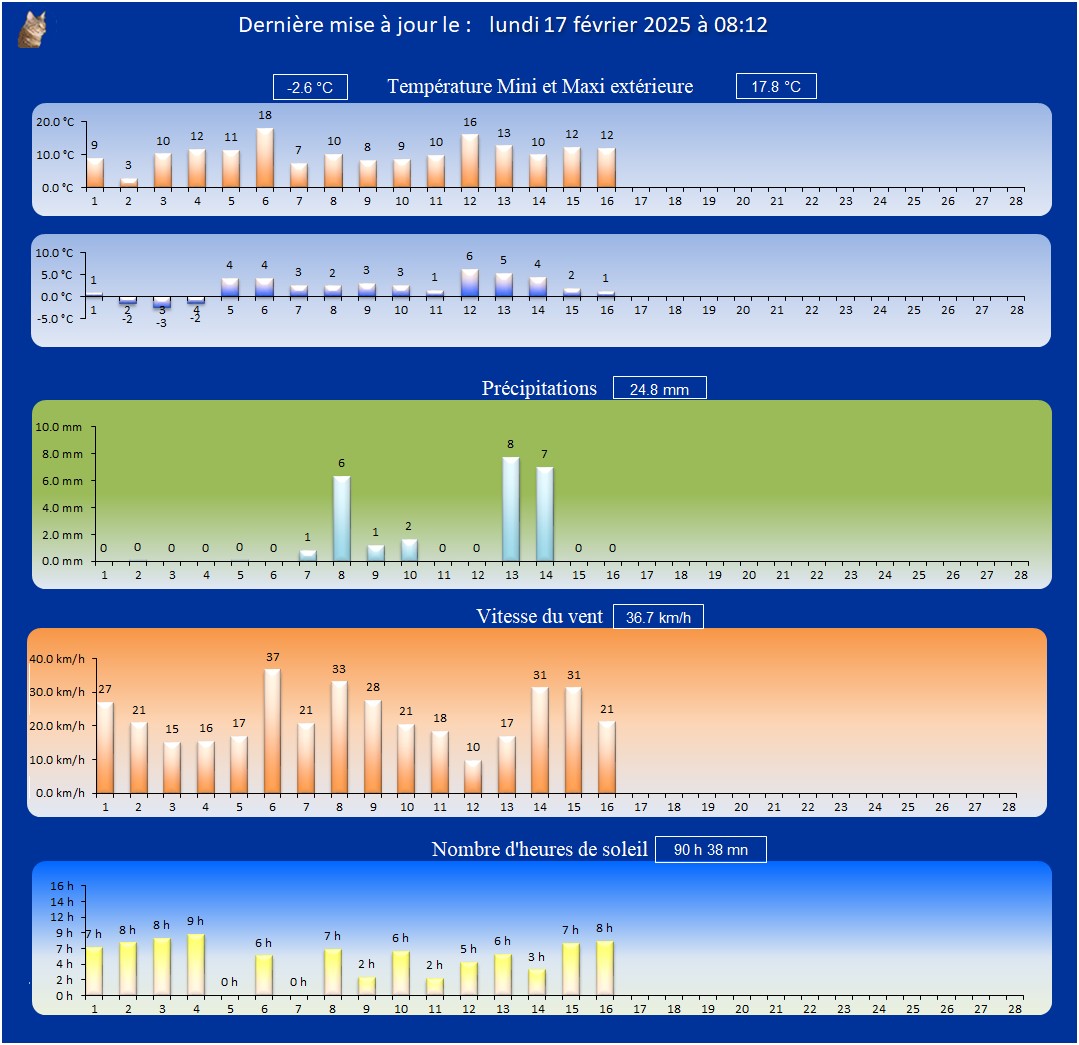 Dernière mise à jour le : lundi 17 février 2025 à 08:12
-2.6 °C Température Mini et Maxi extérieure 17.8 °C
18
20.0 °C 16
9 10 12 11 7 10 8 9 10 13 10 12 12
10.0 °C 3
0.0 °C
1 2 3 4 5 6 7 8 9 10 11 12 13 14 15 16 17 18 19 20 21 22 23 24 25 26 27 28
10.0 °C 6
5.0 °C 1 4 4 3 2 3 3 1 5 4 2 1
0.0 °C
1 2 3 4 5 6 7 8 9 10 11 12 13 14 15 16 17 18 19 20 21 22 23 24 25 26 27 28
-5.0 °C -2 -3 -2
Précipitations 24.8 mm
10.0 mm
8.0 mm 8
6.0 mm 6 7
4.0 mm
2.0 mm 1 1 2
0 0 0 0 0 0 0 0 0 0
0.0 mm
1 2 3 4 5 6 7 8 9 10 11 12 13 14 15 16 17 18 19 20 21 22 23 24 25 26 27 28
Vitesse du vent 36.7 km/h
40.0 km/h 37
33
30.0 km/h 27 28 31 31
20.0 km/h 21 15 16 17 21 21 18 17 21
10.0 km/h 10
0.0 km/h
1 2 3 4 5 6 7 8 9 10 11 12 13 14 15 16 17 18 19 20 21 22 23 24 25 26 27 28
Nombre d'heures de soleil 90 h 38 mn
16 h
14 h
12 h
9 h 7 h 8 h 8 h 9 h 7 h 6 h 7 h 8 h
7 h 6 h 5 h 6 h
4 h 2 h 2 h 3 h
2 h 0 h 0 h
0 h
1 2 3 4 5 6 7 8 9 10 11 12 13 14 15 16 17 18 19 20 21 22 23 24 25 26 27 28